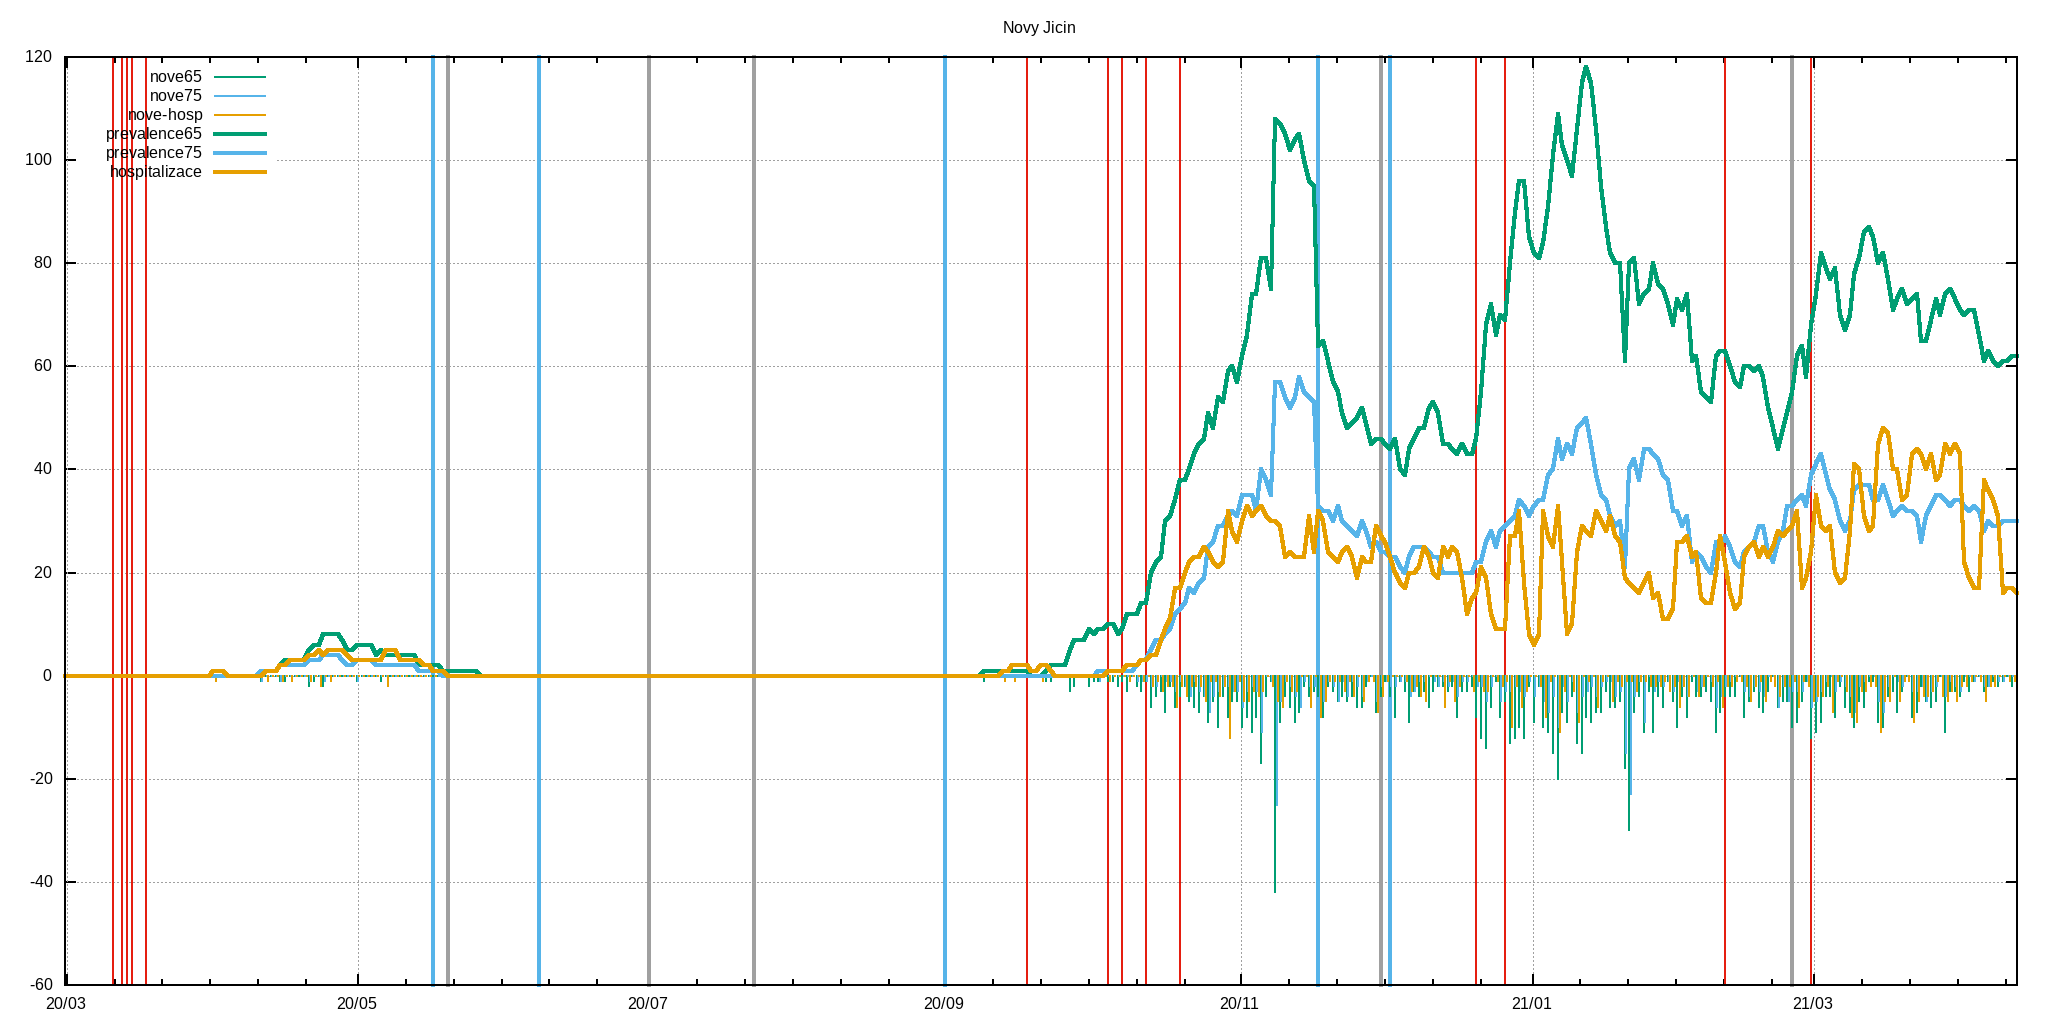 Novy Jicin
120
100
80
60
40
20
0
-20
-40
-60
nove65
nove75
nove-hosp
prevalence65
prevalence75
hospitalizace
20/03 20/05 20/07 20/09 20/11 21/01 21/03